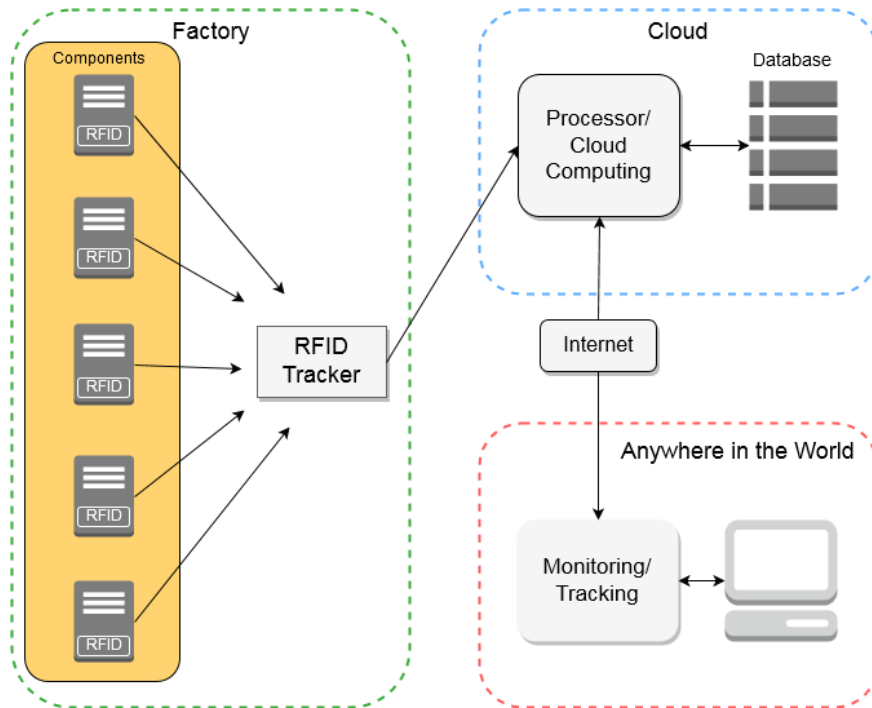 Factory
Components
RFID
RFID
RFID
RFID
RFID
RFID
Tracker
Cloud
Processor/
Cloud
Computing
Database
Internet
Anywhere in the World
Monitoring/
Tracking